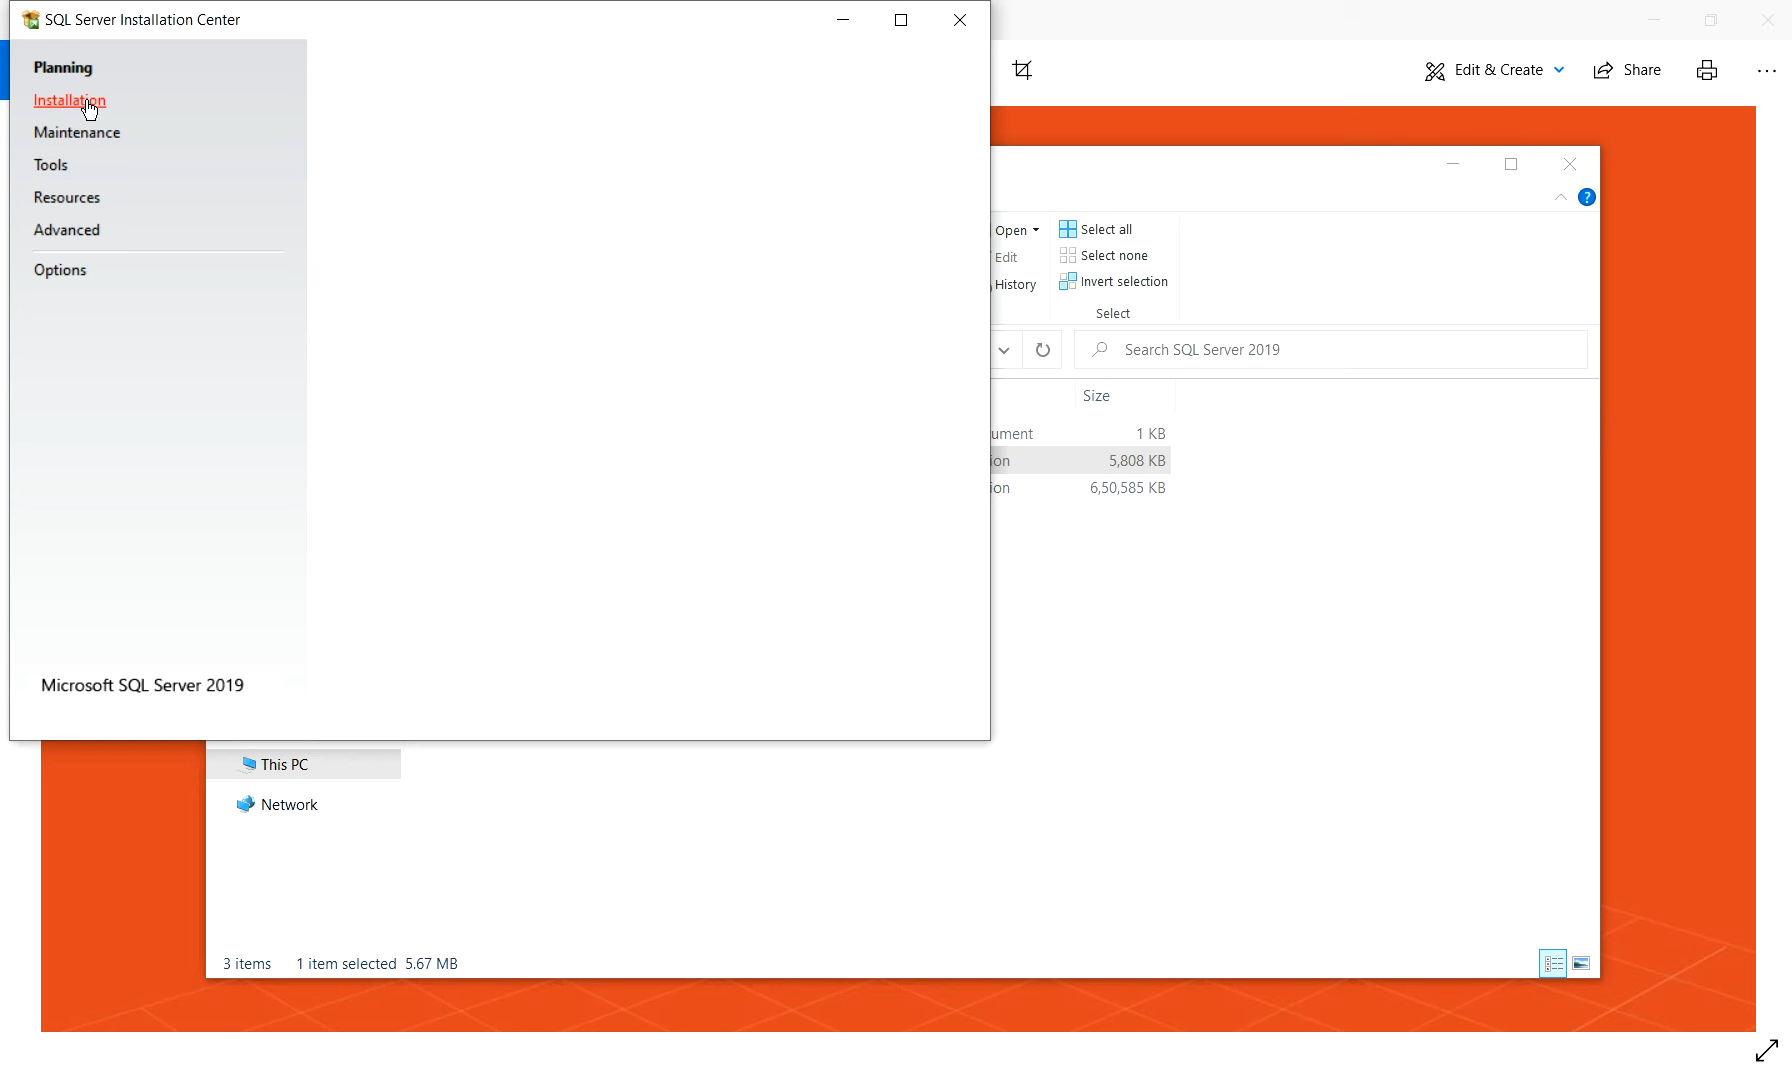 SQL Server Installation Center
Planning
Installation
Maintenance
Tools
Resources
Advanced
Options
Microsoft SQL Server 2019
Edit & Create
Share
Open
Edit
History
Select all
Select none
Invert selection
Select
Search SQL Server 2019
Size
ument 1 KB
ion 5,808 KB
ion 6,50,585 KB
This PC
Network
3 items 1 item selected 5.67 MB